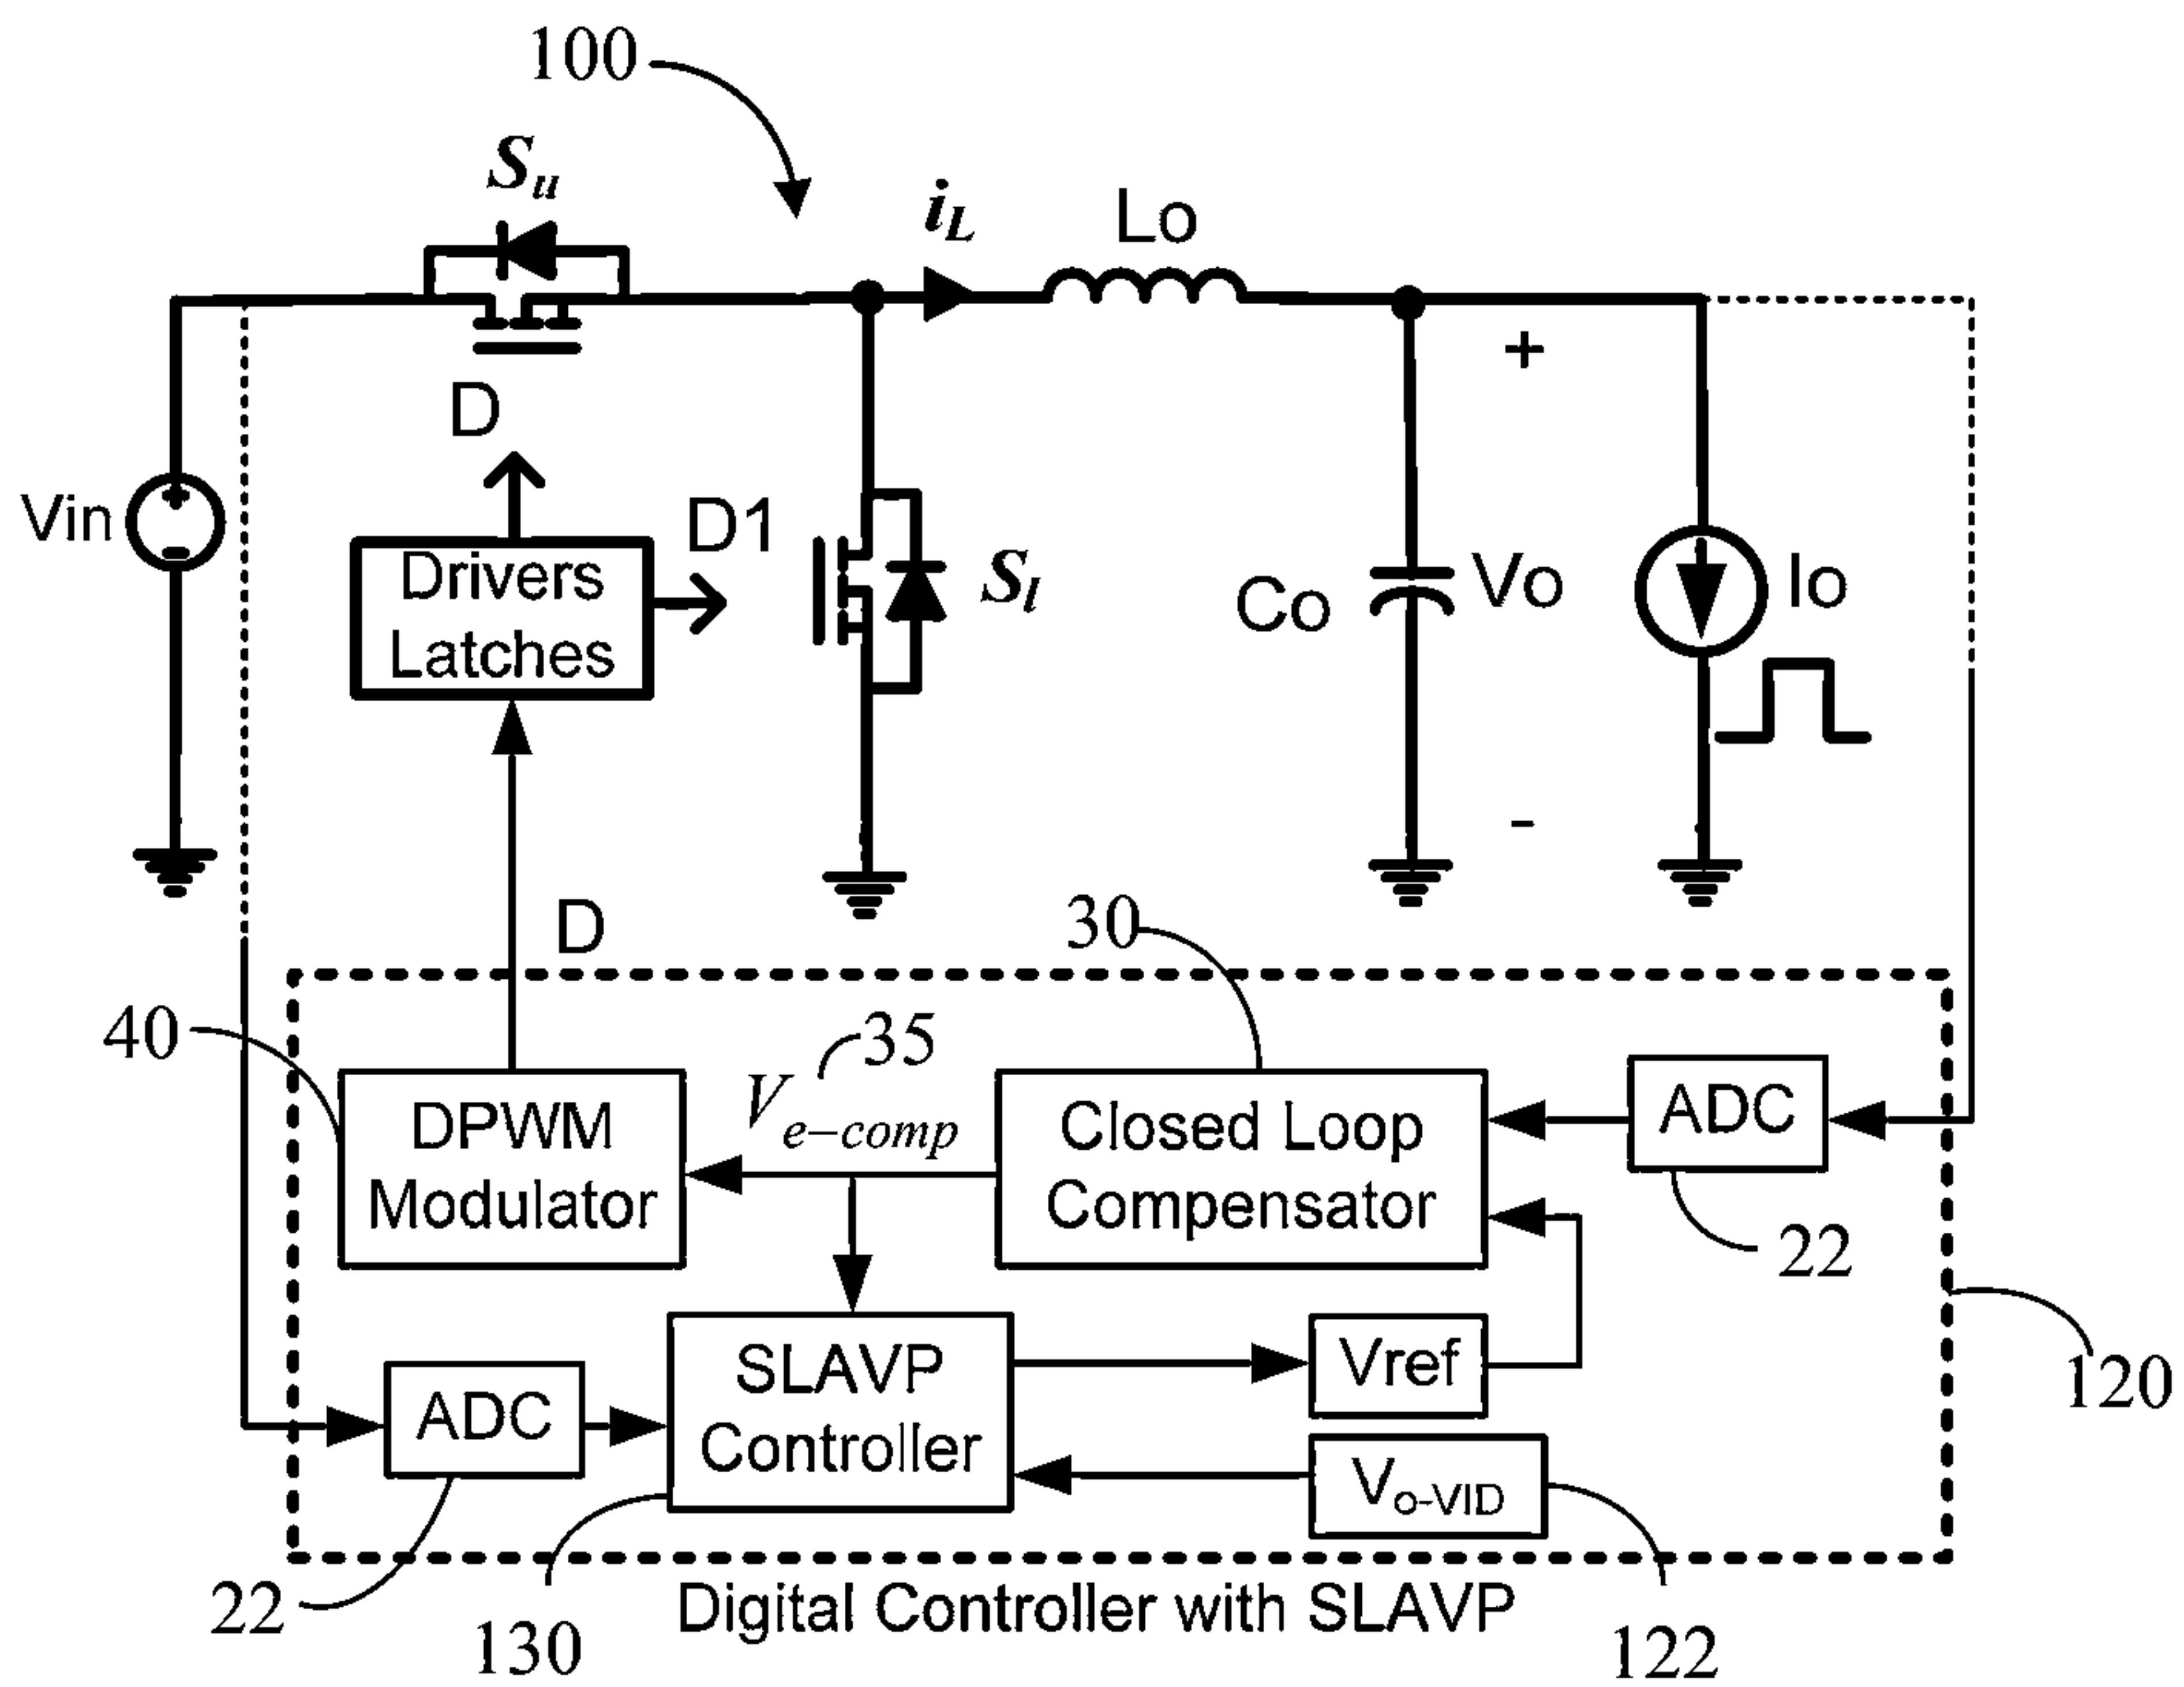 100
Su
iL
Lo
+
D
Vin
D1
Drivers
Latches
Sl
Co
Vo
Io
-
D
30
40
35
Ve-comp
DPWM
Modulator
Closed Loop
Compensator
ADC
22
SLAVP
Controller
Vref
120
ADC
Vo-VID
22
130
Digital Controller with SLAVP
122